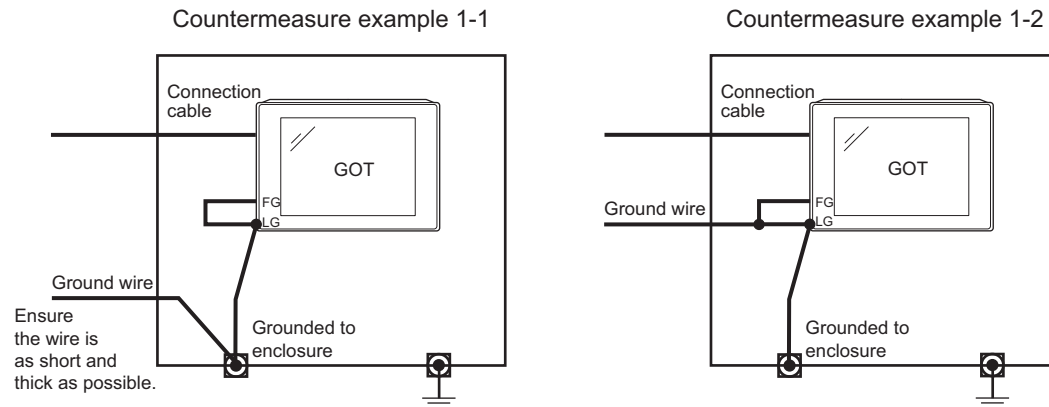 Countermeasure example 1-1
Connection
cable
GOT
FG
LG
Ground wire
Ensure
the wire is
as short and
thick as possible.
Grounded to
enclosure
Countermeasure example 1-2
Connection
cable
GOT
FG
LG
Ground wire
Grounded to
enclosure